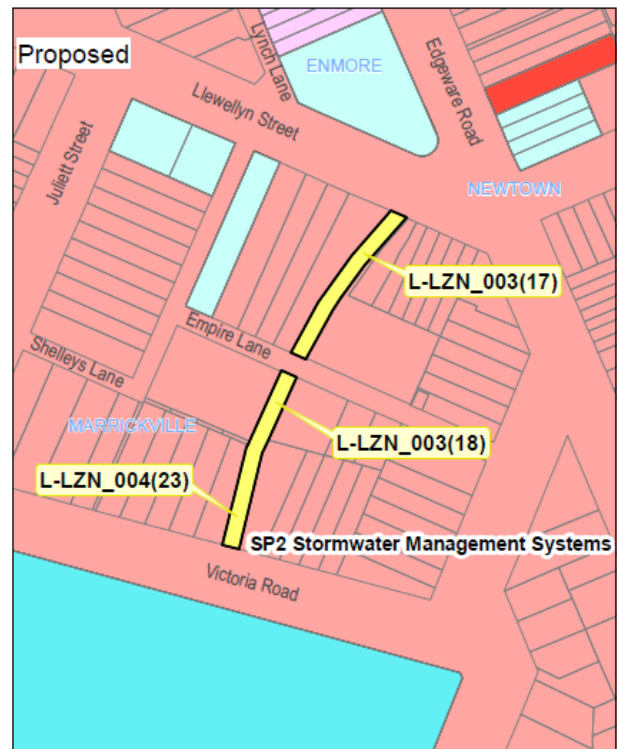 Proposed
Lynch Lane
ENMORE
Edgeware Road
Llewellyn Street
Juliett Street
NEWTOWN
L-LZN_003(17)
Empire Lane
Shelleys Lane
MARRICKVILLE
L-LZN_003(18)
L-LZN_004(23)
SP2 Stormwater Management Systems
Victoria Road